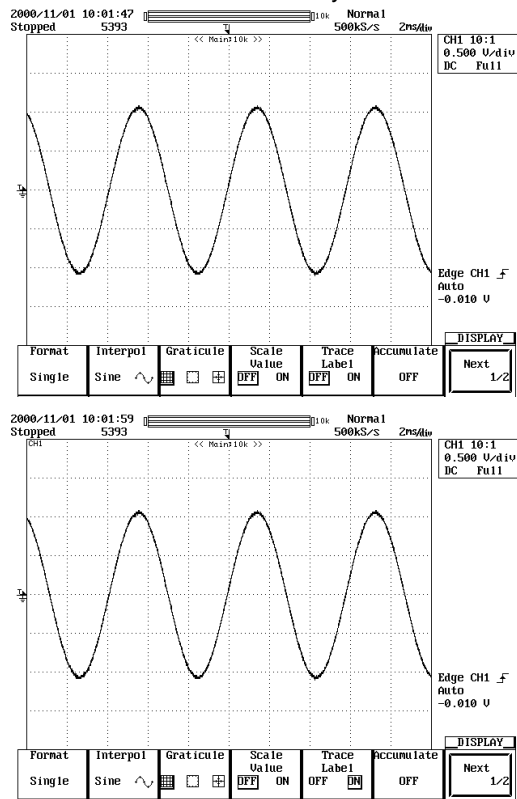 2000/11/01 10:01:47 10k Normal
Stopped 5393 500kS/s 2ms/div
<< Main:10k >>
CH1 10:1
0.500 V/div
DC Full
Edge CH1
Auto
-0.010 V
DISPLAY
Format Interpol Graticule Scale Value Trace Label Accumulate Next
Single Sine OFF ON OFF ON OFF 1/2
2000/11/01 10:01:59 10k Normal
Stopped 5393 500kS/s 2ms/div
CH1 << Main:10k >>
CH1 10:1
0.500 V/div
DC Full
Edge CH1
Auto
-0.010 V
DISPLAY
Format Interpol Graticule Scale Value Trace Label Accumulate Next
Single Sine OFF ON OFF ON OFF 1/2